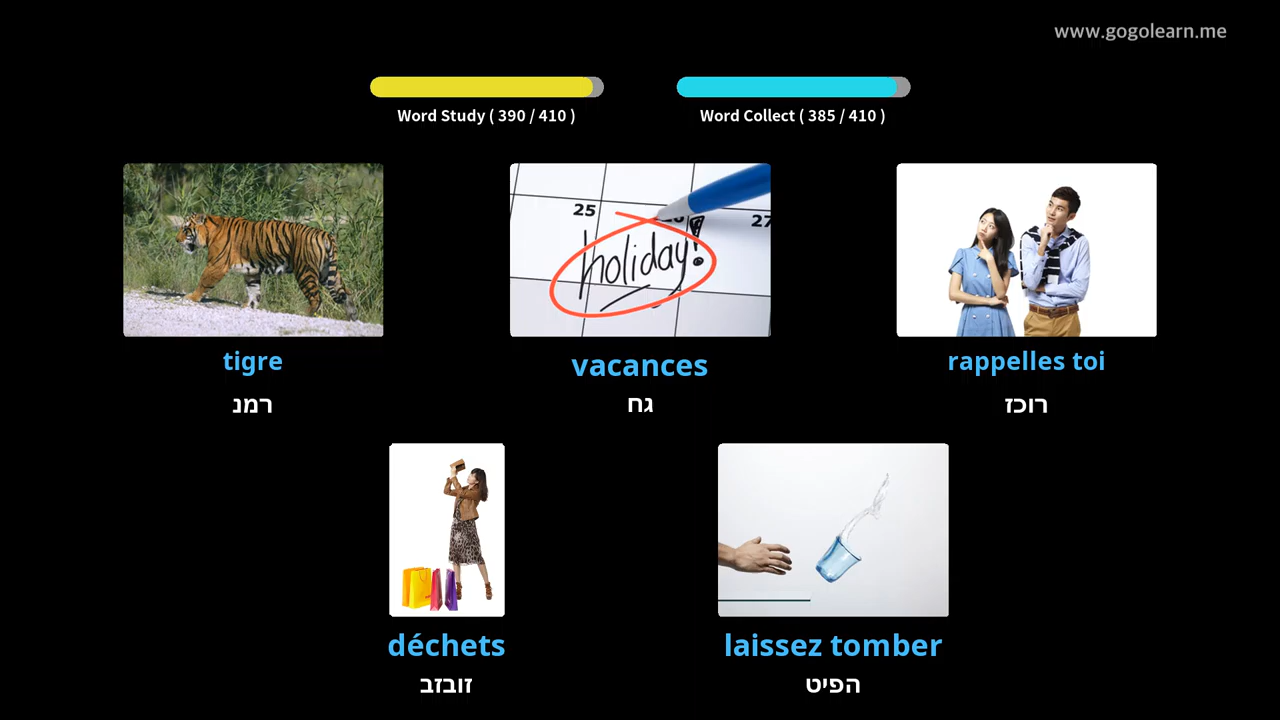 www.gogolearn.me
Word Study ( 390 / 410 )
Word Collect ( 385 / 410 )
25
26
27
holiday!
tigre
רמנ
vacances
גח
rappelles toi
רוכז
déchets
זובזב
laissez tomber
הפיט